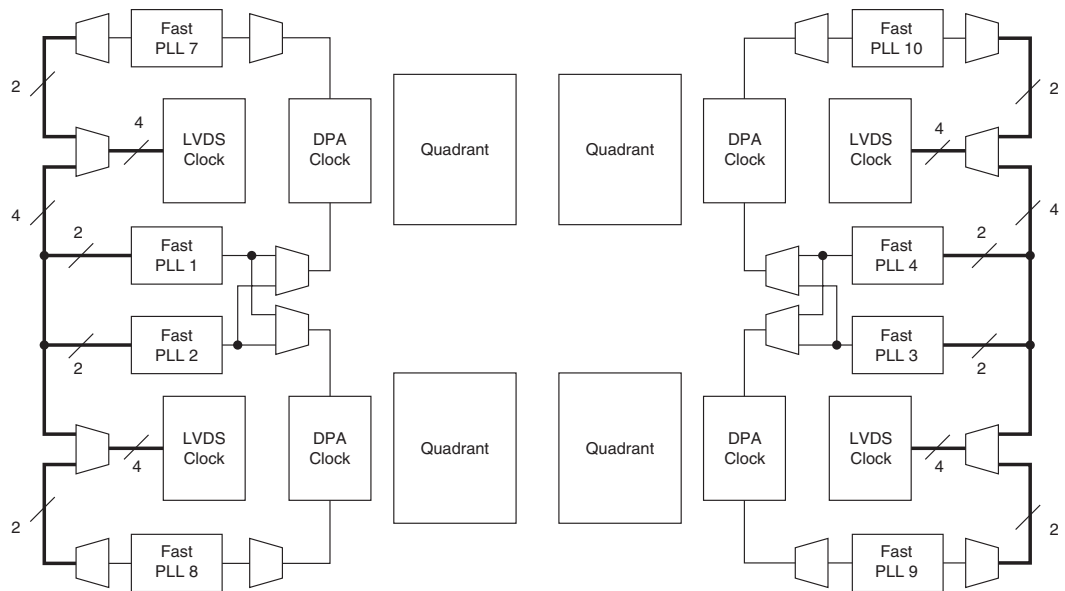 Fast
PLL 7
Fast
PLL 10
2
2
4
LVDS
Clock
DPA
Clock
Quadrant
Quadrant
DPA
Clock
LVDS
Clock
4
4
4
2
Fast
PLL 1
Fast
PLL 4
2
Fast
PLL 2
2
Fast
PLL 3
2
LVDS
Clock
4
DPA
Clock
Quadrant
Quadrant
DPA
Clock
LVDS
Clock
4
2
2
Fast
PLL 8
Fast
PLL 9